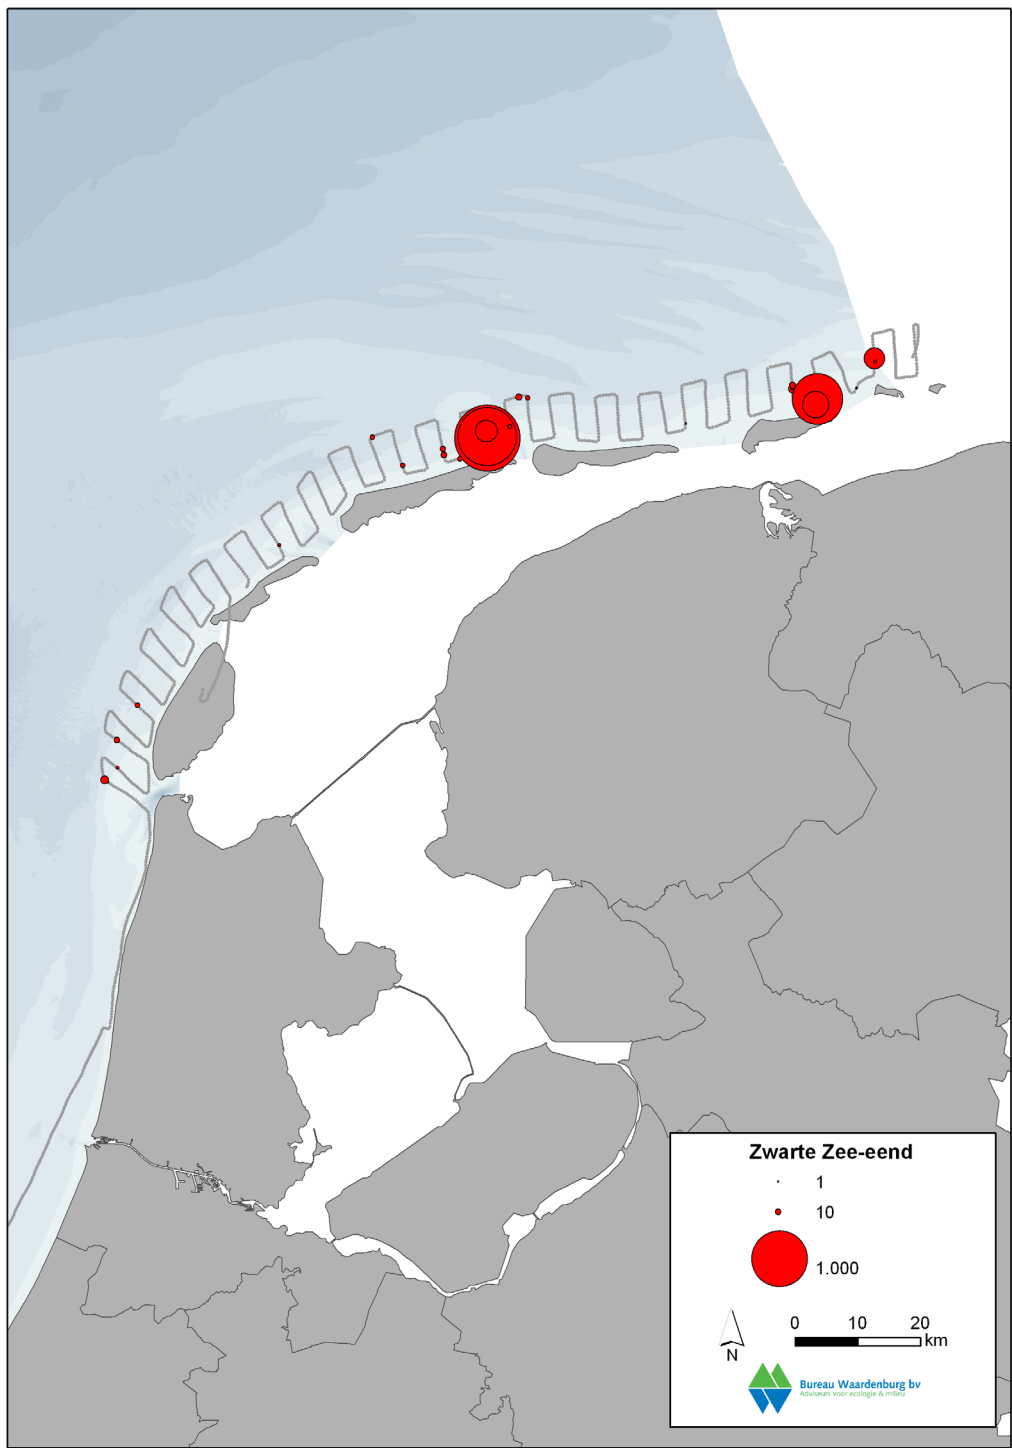 Zwarte Zee-eend
1
10
1.000
0 10 20
km
N
Bureau Waardenburg bv
Adviseurs voor ecologie & milieu